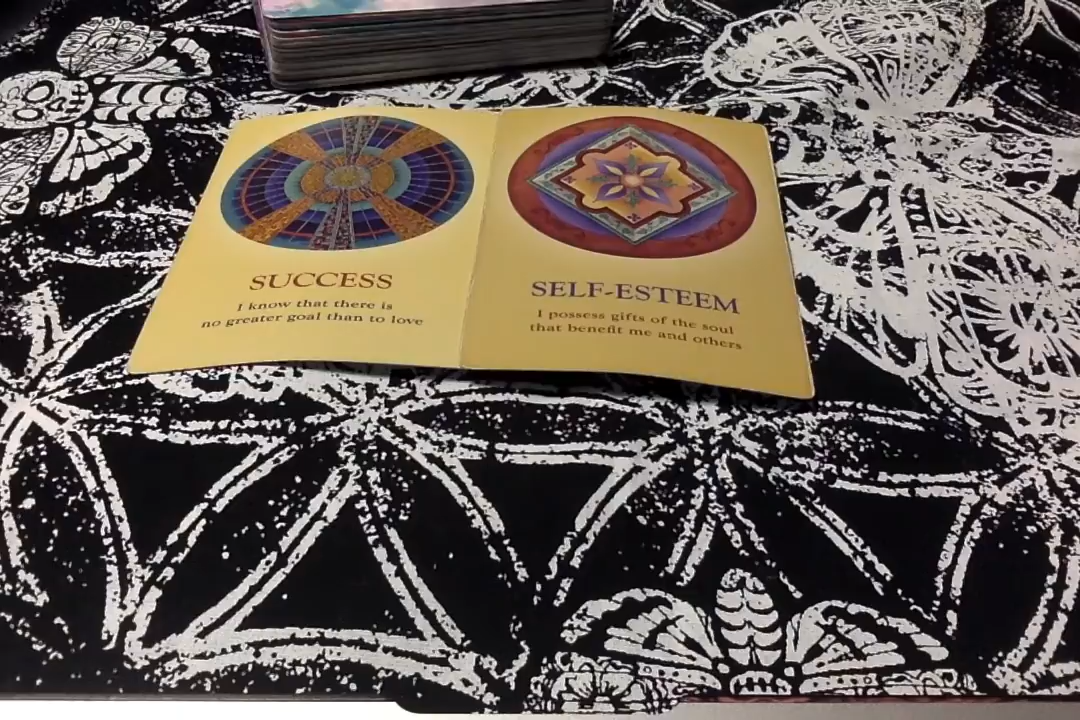 SUCCESS
I know that there is
no greater goal than to love
SELF-ESTEEM
I possess gifts of the soul
that benefit me and others